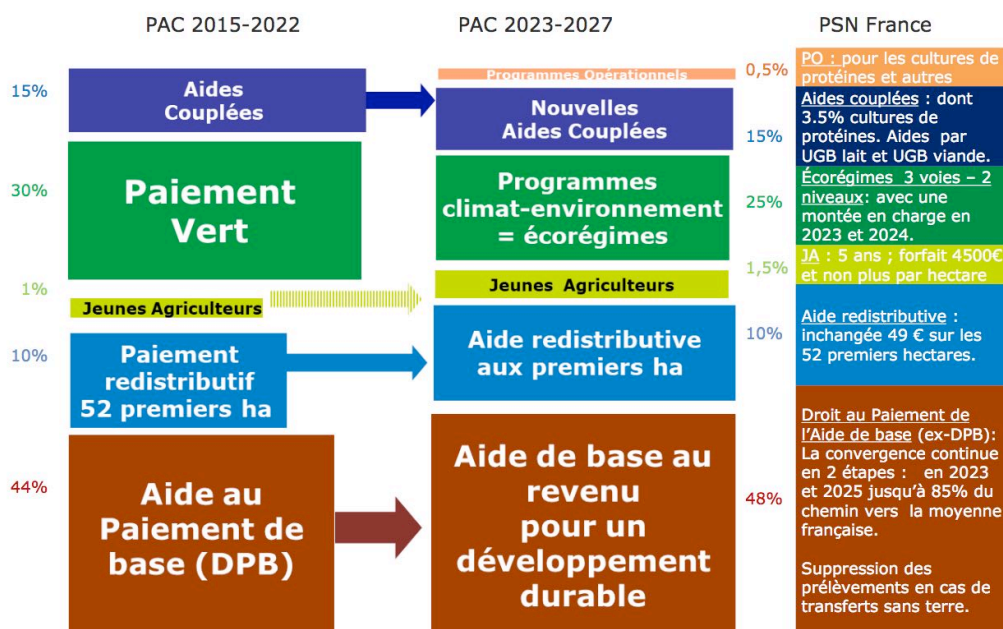 PAC 2015-2022
PAC 2023-2027
PSN France
15%
Aides
Couplées
30%
Paiement
Vert
1%
Jeunes Agriculteurs
10%
Paiement
redistributif
52 premiers ha
44%
Aide au
Paiement de
base (DPB)
Programmes Opérationnels
0,5%
Nouvelles
Aides Couplées
15%
Programmes
climat-environnement
= écorégimes
25%
Jeunes Agriculteurs
1,5%
Aide redistributive
aux premiers ha
10%
Aide de base au
revenu
pour un
développement
durable
48%
PO : pour les cultures de
protéines et autres
Aides couplées : dont
3.5% cultures de
protéines. Aides par
UGB lait et UGB viande.
Écorégimes 3 voies – 2
niveaux: avec une
montée en charge en
2023 et 2024.
JA : 5 ans ; forfait 4500€
et non plus par hectare
Aide redistributive :
inchangée 49 € sur les
52 premiers hectares.
Droit au Paiement de
l’Aide de base (ex-DPB):
La convergence continue
en 2 étapes : en 2023
et 2025 jusqu’à 85% du
chemin vers la moyenne
française.
Suppression des
prélèvements en cas de
transferts sans terre.